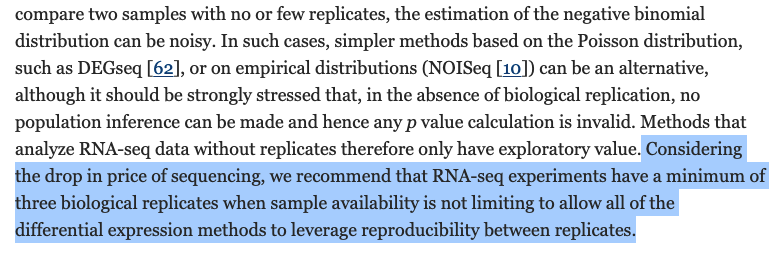 compare two samples with no or few replicates, the estimation of the negative binomial
distribution can be noisy. In such cases, simpler methods based on the Poisson distribution,
such as DEGseq [62], or on empirical distributions (NOISeq [10]) can be an alternative,
although it should be strongly stressed that, in the absence of biological replication, no
population inference can be made and hence any p value calculation is invalid. Methods that
analyze RNA-seq data without replicates therefore only have exploratory value. Considering
the drop in price of sequencing, we recommend that RNA-seq experiments have a minimum of
three biological replicates when sample availability is not limiting to allow all of the
differential expression methods to leverage reproducibility between replicates.